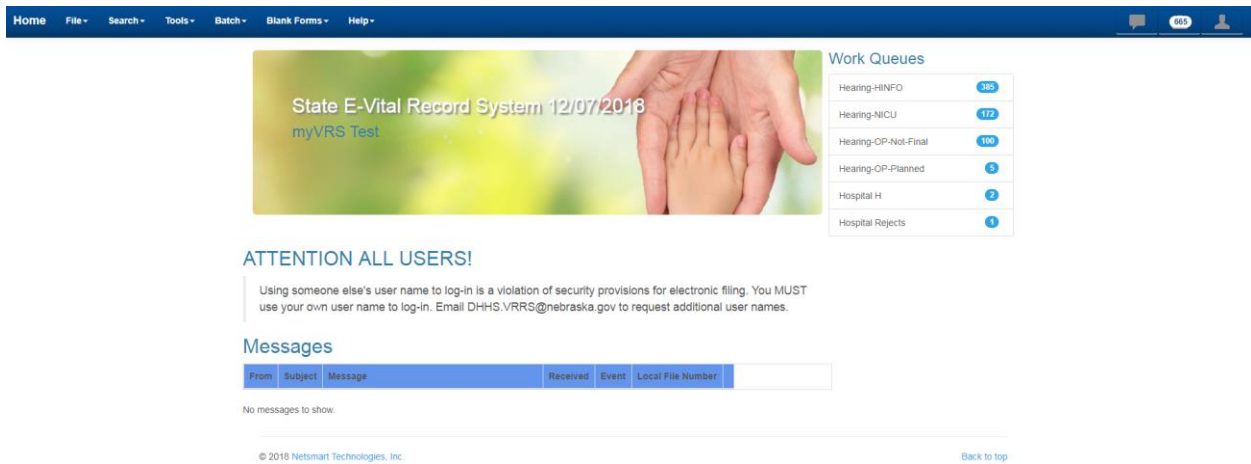 Home File Search Tools Batch Blank Forms Help 665
State E-Vital Record System 12/07/2018
myVRS Test
Work Queues
Hearing-HINFO 385
Hearing-NICU 172
Hearing-OP-Not-Final 100
Hearing-OP-Planned 5
Hospital H 2
Hospital Rejects 1
ATTENTION ALL USERS!
Using someone else's user name to log-in is a violation of security provisions for electronic filing. You MUST
use your own user name to log-in. Email DHHS.VRRS@nebraska.gov to request additional user names.
Messages
From Subject Message Received Event Local File Number
No messages to show.
© 2018 Netsmart Technologies, Inc. Back to top